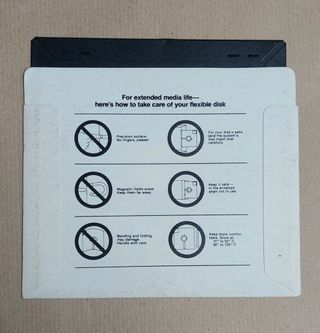 For extended media life—
here's how to take care of your flexible disk
Precision surface.
No fingers, please!
For your disk's sake
(and the system's
too) insert disk
carefully.
Magnetic fields erase.
Keep them far away.
Keep it safe —
in the envelope
when not in use.
Bending and folding
may damage.
Handle with care.
Keep disks comfor-
table. Store at
10° to 52° C
50° to 125° F